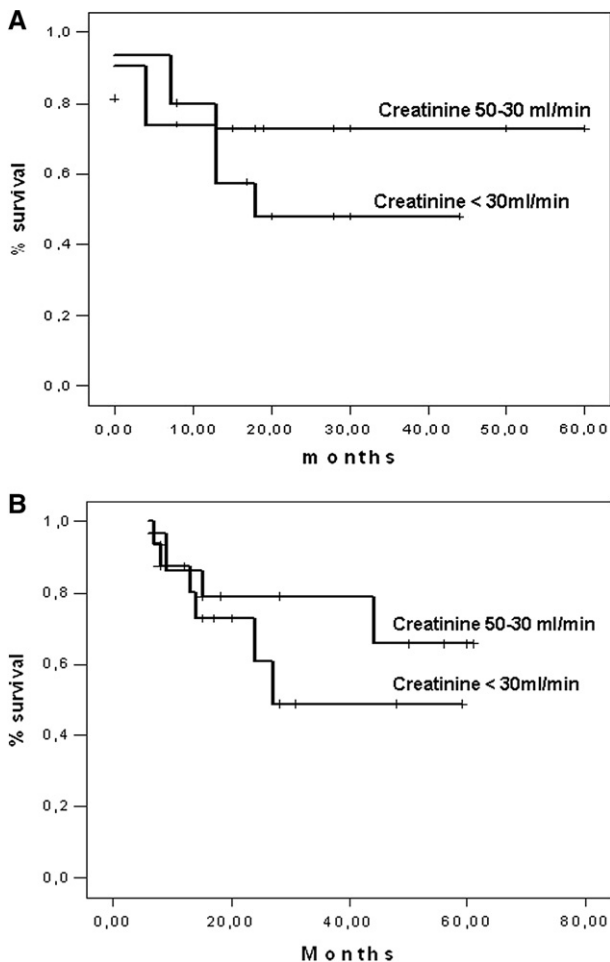 A
1,0
0,8
0,6
0,4
0,2
0,0
% survival
Creatinine 50-30 ml/min
Creatinine < 30ml/min
0,00 10,00 20,00 30,00 40,00 50,00 60,00
months
B
1,0
0,8
0,6
0,4
0,2
0,0
% survival
Creatinine 50-30 ml/min
Creatinine < 30ml/min
0,00 20,00 40,00 60,00 80,00
Months